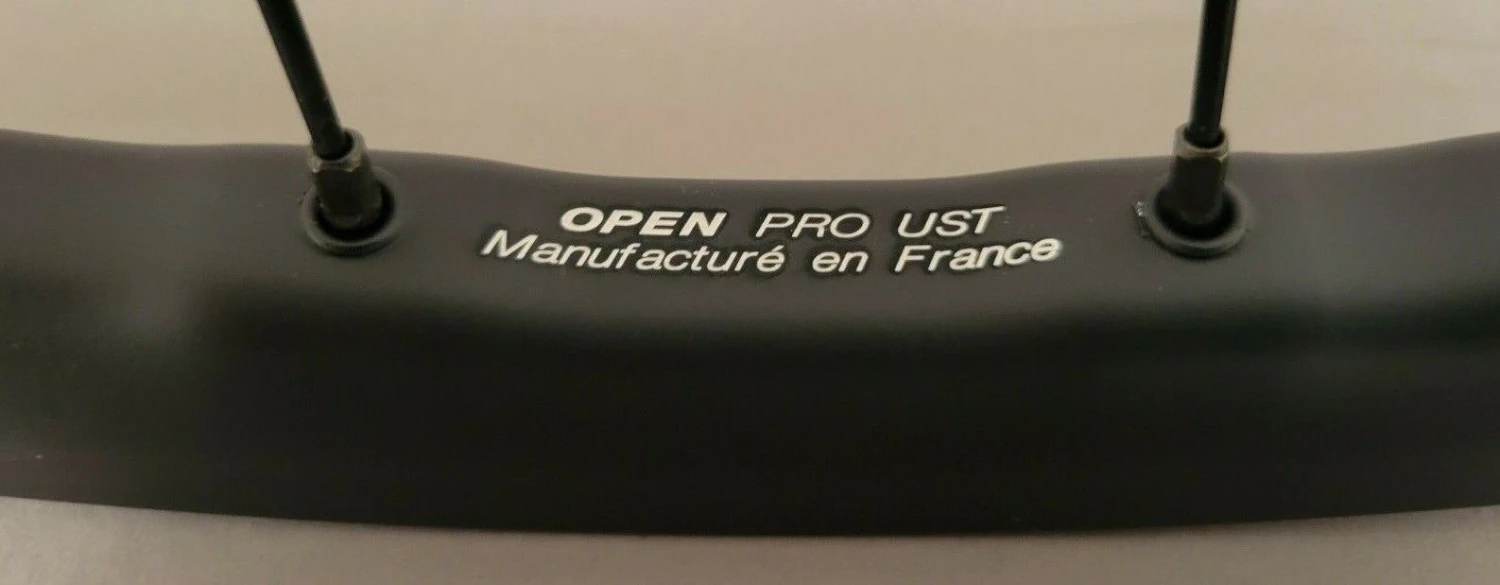 OPEN PRO UST
Manufacturé en France